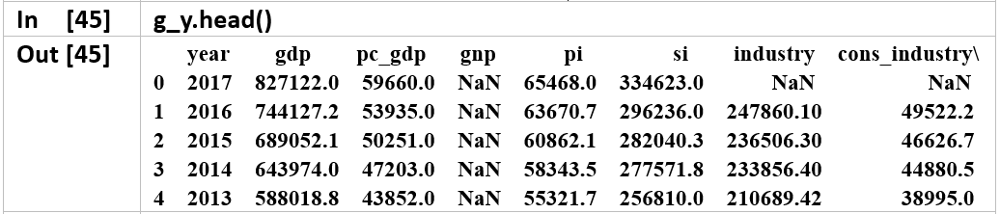 In [45] g_y.head()
Out [45] year gdp pc_gdp gnp pi si industry cons_industry\
0 2017 827122.0 59660.0 NaN 65468.0 334623.0 NaN NaN
1 2016 744127.2 53935.0 NaN 63670.7 296236.0 247860.10 49522.2
2 2015 689052.1 50251.0 NaN 60862.1 282040.3 236506.30 46626.7
3 2014 643974.0 47203.0 NaN 58343.5 277571.8 233856.40 44880.5
4 2013 588018.8 43852.0 NaN 55321.7 256810.0 210689.42 38995.0